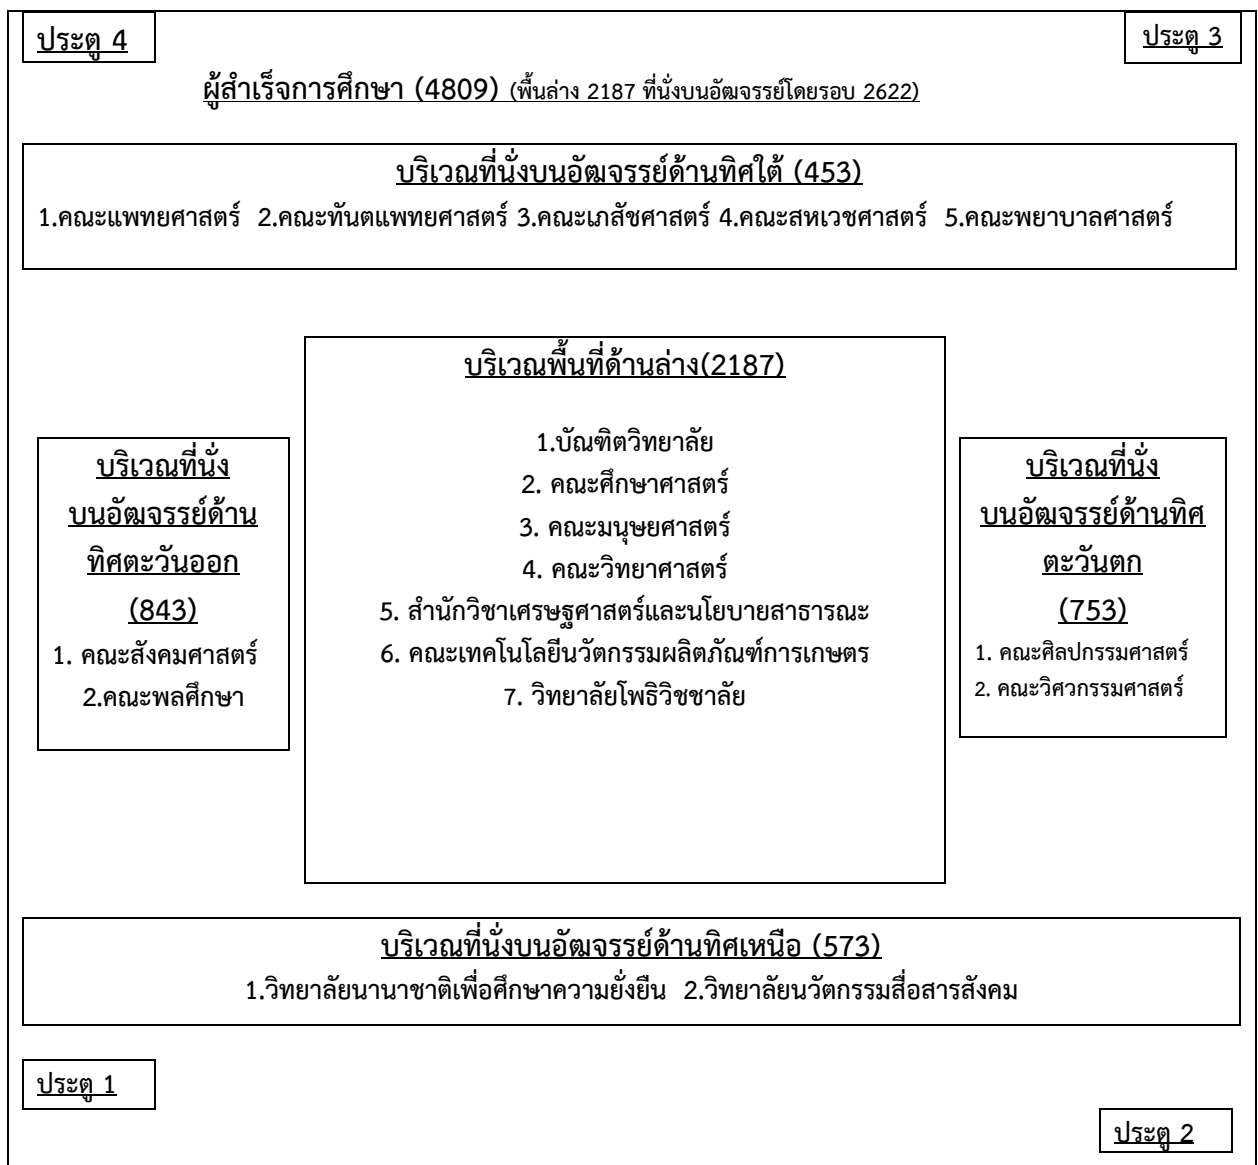 ประตู 4
ประตู 3
ผู้สำเร็จการศึกษา (4809) (พื้นล่าง 2187 ที่นั่งบนอัฒจรรย์โดยรอบ 2622)
บริเวณที่นั่งบนอัฒจรรย์ด้านทิศใต้ (453)
1.คณะแพทยศาสตร์ 2.คณะทันตแพทยศาสตร์ 3.คณะเภสัชศาสตร์ 4.คณะสหเวชศาสตร์ 5.คณะพยาบาลศาสตร์
บริเวณพื้นที่ด้านล่าง(2187)
1.บัณฑิตวิทยาลัย
2. คณะศึกษาศาสตร์
3. คณะมนุษยศาสตร์
4. คณะวิทยาศาสตร์
5. สำนักวิชาเศรษฐศาสตร์และนโยบายสาธารณะ
6. คณะเทคโนโลยีนวัตกรรมผลิตภัณฑ์การเกษตร
7. วิทยาลัยโพธิวิชชาลัย
บริเวณที่นั่ง
บนอัฒจรรย์ด้าน
ทิศตะวันออก
(843)
1. คณะสังคมศาสตร์
2.คณะพลศึกษา
บริเวณที่นั่ง
บนอัฒจรรย์ด้านทิศ
ตะวันตก
(753)
1. คณะศิลปกรรมศาสตร์
2. คณะวิศวกรรมศาสตร์
บริเวณที่นั่งบนอัฒจรรย์ด้านทิศเหนือ (573)
1.วิทยาลัยนานาชาติเพื่อศึกษาความยั่งยืน 2.วิทยาลัยนวัตกรรมสื่อสารสังคม
ประตู 1
ประตู 2